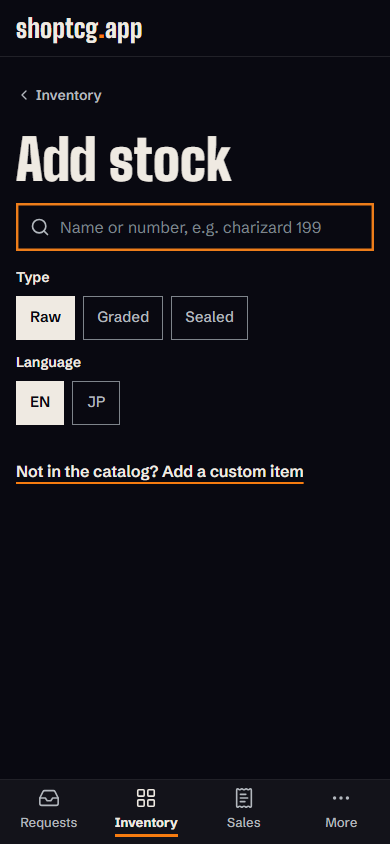 shoptcg.app
Inventory
Add stock
Name or number, e.g. charizard 199
Type
Raw Graded Sealed
Language
EN JP
Not in the catalog? Add a custom item
Requests Inventory Sales More